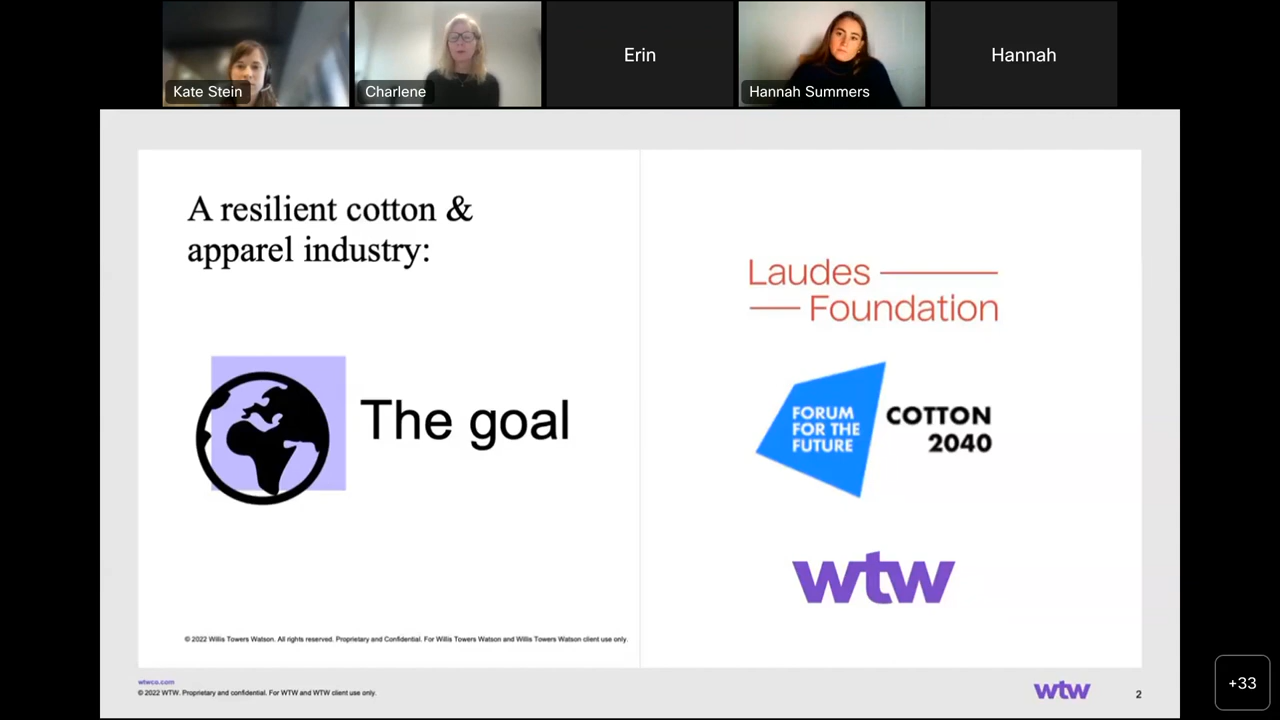 Kate Stein
Charlene
Erin
Hannah Summers
Hannah
A resilient cotton &
apparel industry:
The goal
Laudes
Foundation
FORUM
FOR THE
FUTURE
COTTON
2040
wtw
© 2022 Willis Towers Watson. All rights reserved. Proprietary and Confidential. For Willis Towers Watson and Willis Towers Watson client use only.
wtwco.com
© 2022 WTW. Proprietary and confidential. For WTW and WTW client use only.
wtw
2
+33